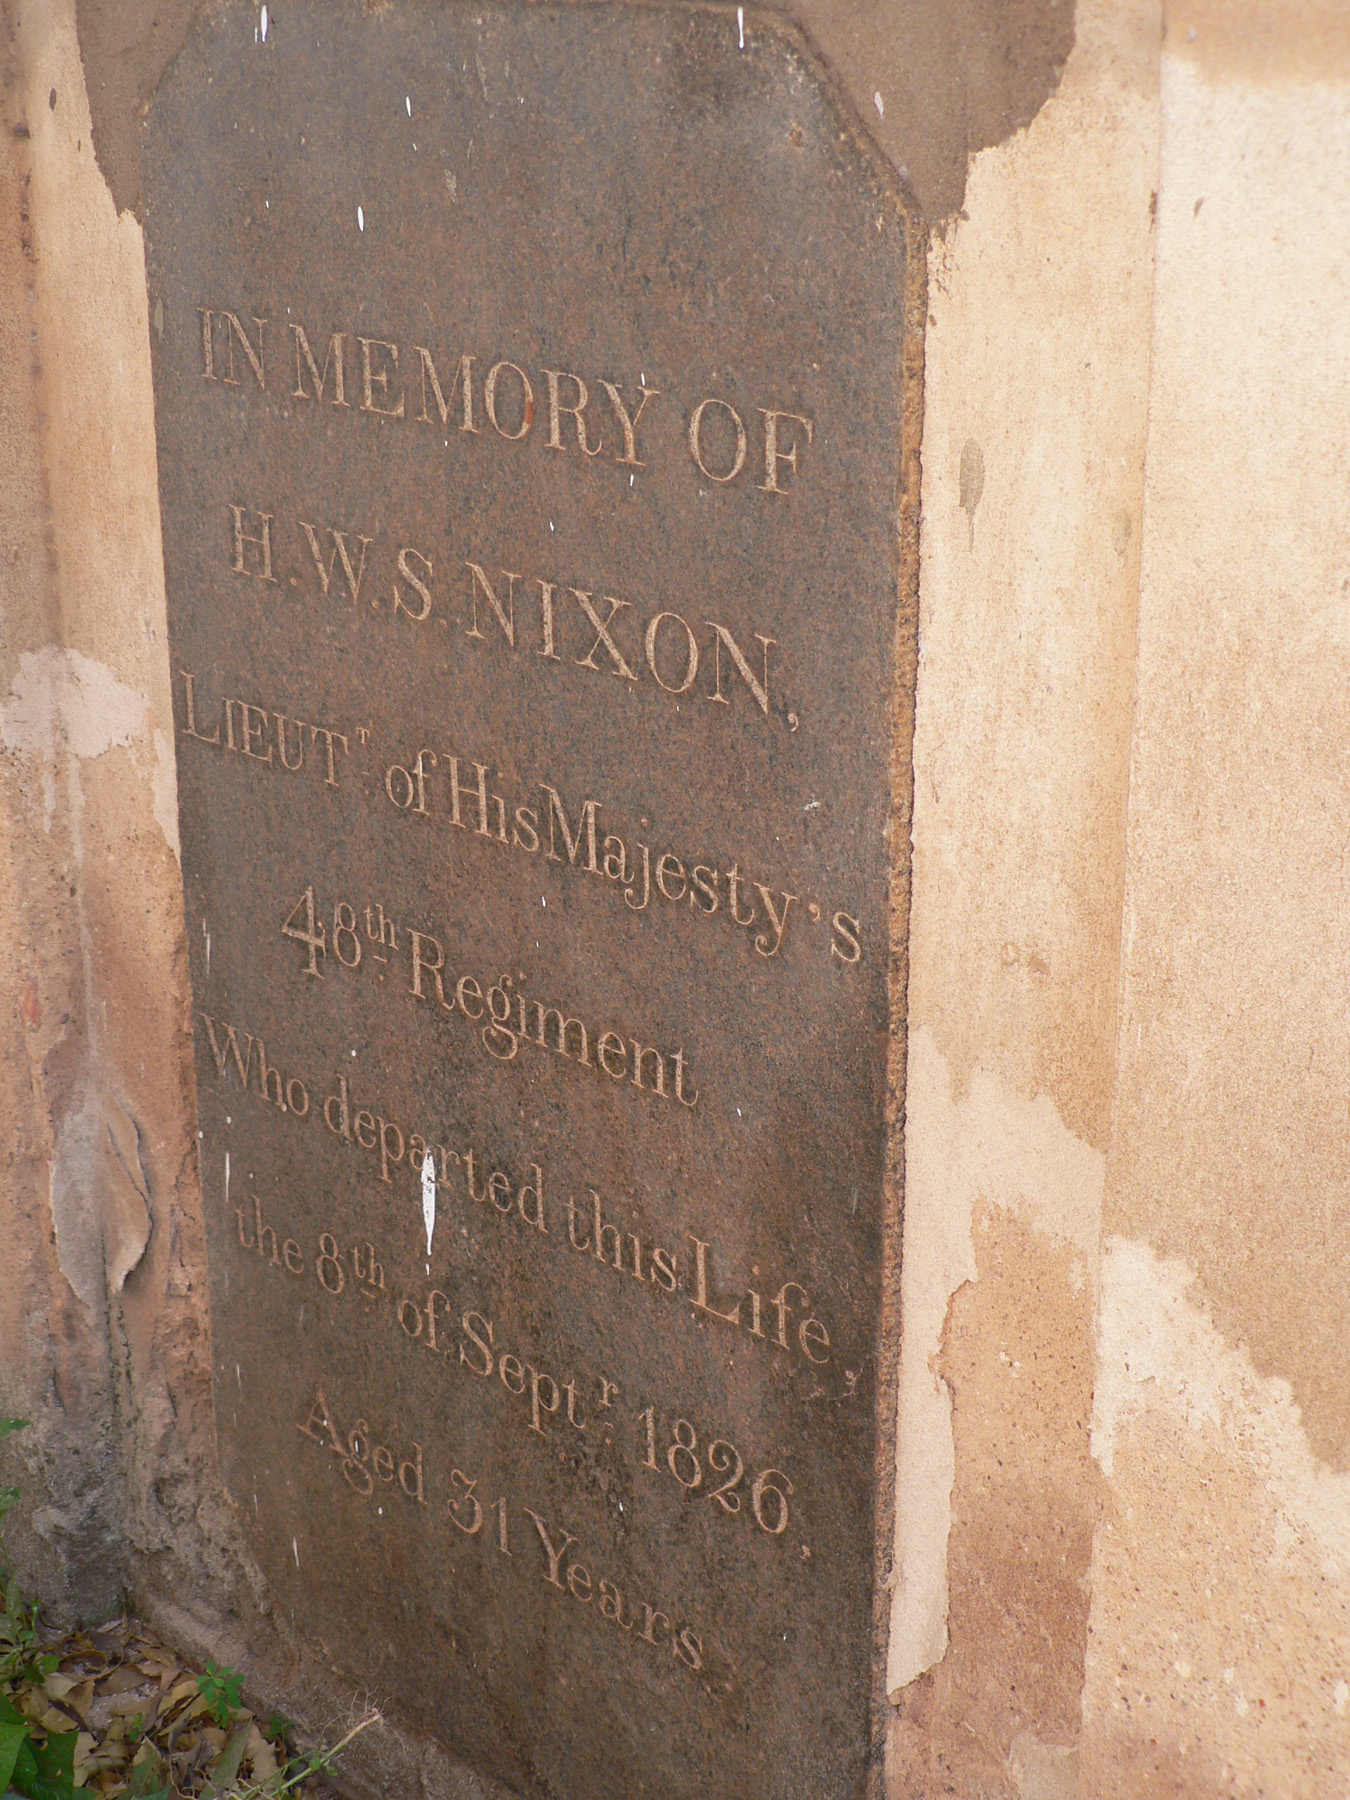 IN MEMORY OF
H.W.S. NIXON,
LIEUT.ᵀ of His Majesty's
48th. Regiment
Who departed this Life
the 8th. of Septr. 1826,
Aged 31 Years